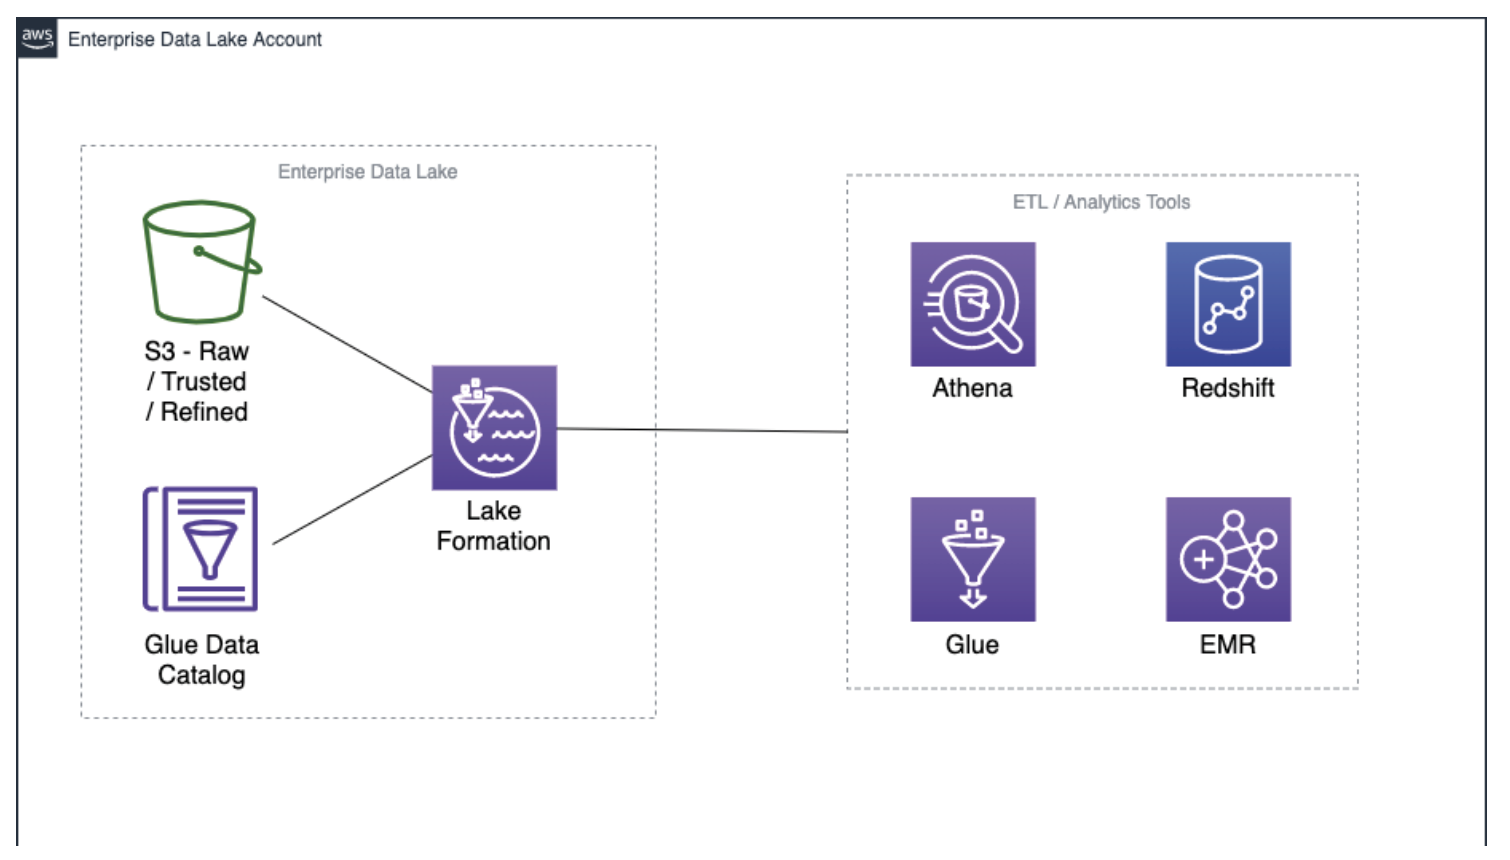 aws
Enterprise Data Lake Account
Enterprise Data Lake
S3 - Raw
/ Trusted
/ Refined
Glue Data
Catalog
Lake
Formation
ETL / Analytics Tools
Athena
Redshift
Glue
EMR